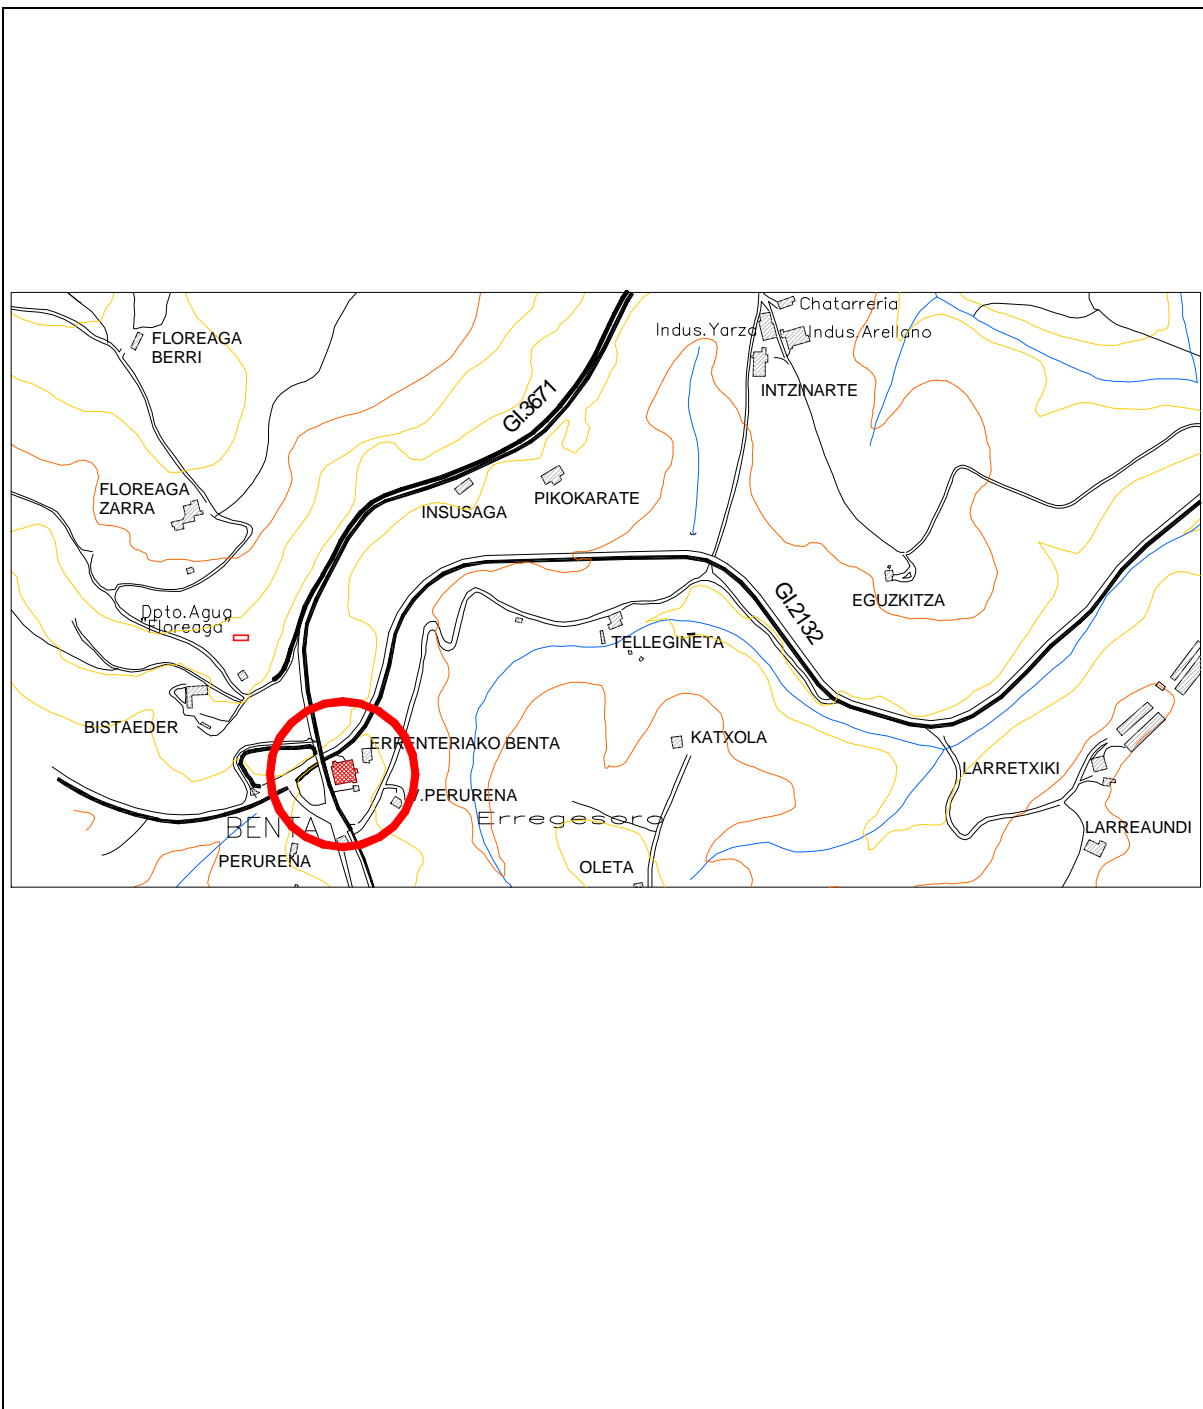 Chatarreria
Indus.Yarza
Indus.Arellano
FLOREAGA
BERRI
INTZINARTE
GI.3671
FLOREAGA
ZARRA
PIKOKARATE
INSUSAGA
EGUZKITZA
GI.2132
Dpto.Agua
"Floreaga"
TELLEGINETA
BISTAEDER
ERRENTERIAKO BENTA
KATXOLA
LARRETXIKI
V.PERURENA
Erregesoro
BENTA
LARREAUNDI
PERURENA
OLETA